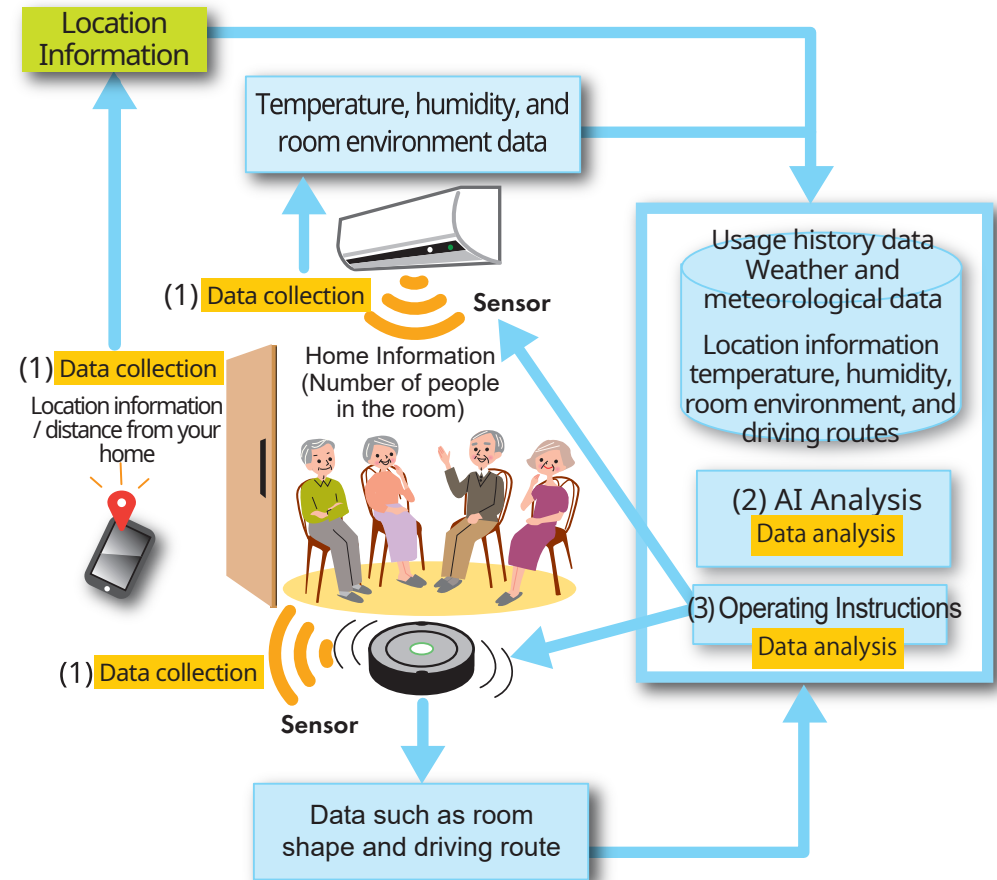 Location
Information
Temperature, humidity, and
room environment data
(1) Data collection
Sensor
Home Information
(Number of people
in the room)
(1) Data collection
Location information
/ distance from your
home
Usage history data
Weather and
meteorological data
Location information
temperature, humidity,
room environment, and
driving routes
(2) AI Analysis
Data analysis
(3) Operating Instructions
Data analysis
(1) Data collection
Sensor
Data such as room
shape and driving route